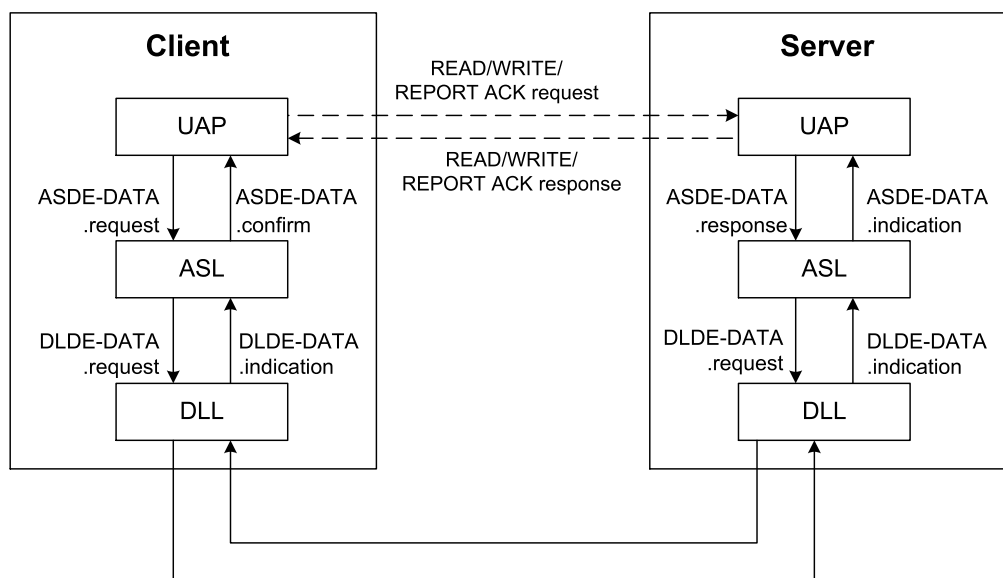 Client
Server
READ/WRITE/
REPORT ACK request
UAP
UAP
READ/WRITE/
REPORT ACK response
ASDE-DATA
.request
ASDE-DATA
.confirm
ASDE-DATA
.response
ASDE-DATA
.indication
ASL
ASL
DLDE-DATA
.request
DLDE-DATA
.indication
DLDE-DATA
.request
DLDE-DATA
.indication
DLL
DLL